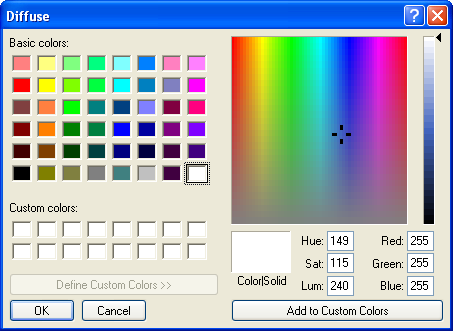 Diffuse
Basic colors:
Custom colors:
Define Custom Colors >>
OK
Cancel
Color|Solid
Hue: 149
Sat: 115
Lum: 240
Red: 255
Green: 255
Blue: 255
Add to Custom Colors